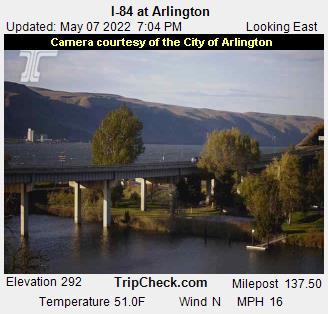 I-84 at Arlington
Updated: May 07 2022 7:04 PM Looking East
Camera courtesy of the City of Arlington
Elevation 292 TripCheck.com Milepost 137.50
Temperature 51.0F Wind N MPH 16